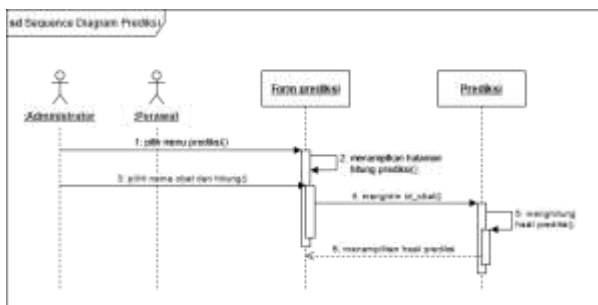 sd Sequence Diagram Prediksi
:Administrator
:Perawat
Form prediksi
Prediksi
1: pilih menu prediksi()
2: menampilkan halaman
hitung prediksi()
3: pilih nama obat dan hitung()
4: mengirim id_obat()
5: menghitung
hasil prediksi()
6: menampilkan hasil prediksi